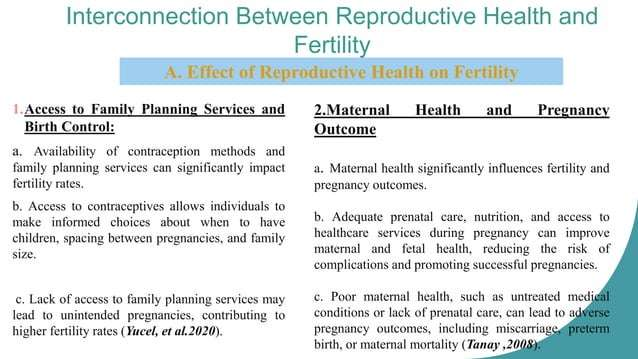 Interconnection Between Reproductive Health and
Fertility
A. Effect of Reproductive Health on Fertility
1.Access to Family Planning Services and
Birth Control:
a. Availability of contraception methods and
family planning services can significantly impact
fertility rates.
b. Access to contraceptives allows individuals to
make informed choices about when to have
children, spacing between pregnancies, and family
size.
c. Lack of access to family planning services may
lead to unintended pregnancies, contributing to
higher fertility rates (Yucel, et al.2020).
2.Maternal Health and Pregnancy
Outcome
a. Maternal health significantly influences fertility and
pregnancy outcomes.
b. Adequate prenatal care, nutrition, and access to
healthcare services during pregnancy can improve
maternal and fetal health, reducing the risk of
complications and promoting successful pregnancies.
c. Poor maternal health, such as untreated medical
conditions or lack of prenatal care, can lead to adverse
pregnancy outcomes, including miscarriage, preterm
birth, or maternal mortality (Tanay ,2008).